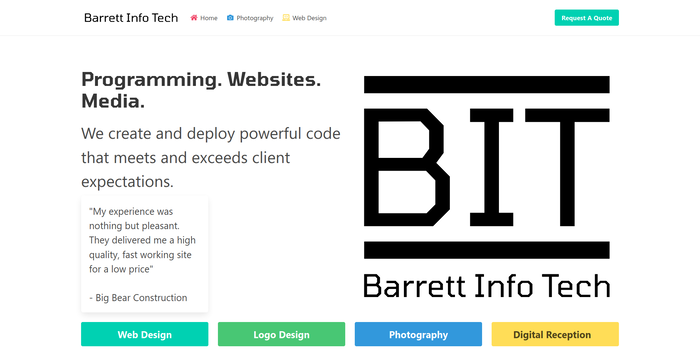 Barrett Info Tech Home Photography Web Design Request A Quote
Programming. Websites.
Media.
We create and deploy powerful code
that meets and exceeds client
expectations.
"My experience was
nothing but pleasant.
They delivered me a high
quality, fast working site
for a low price"
- Big Bear Construction
BIT
Barrett Info Tech
Web Design Logo Design Photography Digital Reception